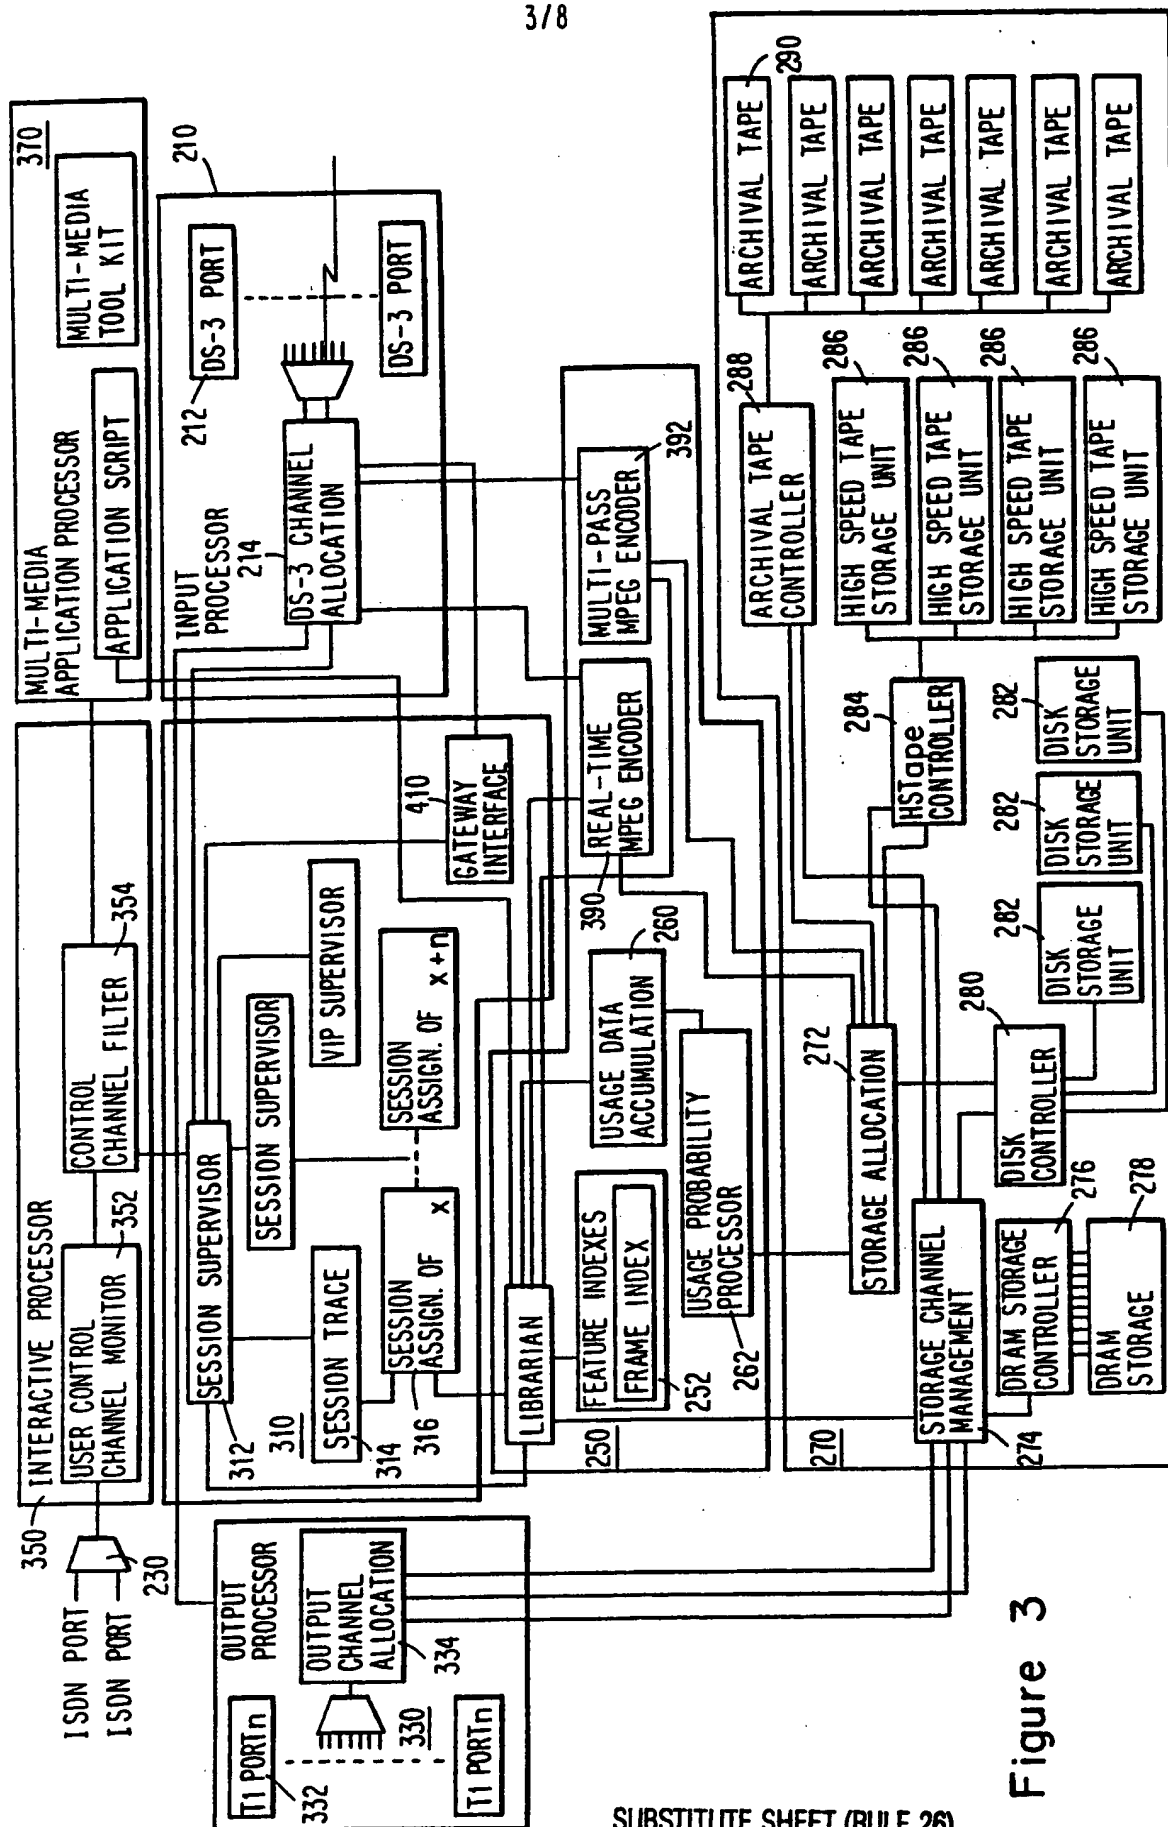 3/8
ISDN PORT
ISDN PORT
230
350
INTERACTIVE PROCESSOR
USER CONTROL
CHANNEL MONITOR
352
CONTROL
CHANNEL FILTER
354
MULTI-MEDIA
APPLICATION PROCESSOR
370
APPLICATION SCRIPT
MULTI-MEDIA
TOOL KIT
OUTPUT
PROCESSOR
T1 PORTn
332
T1 PORTn
330
OUTPUT
CHANNEL
ALLOCATION
334
SESSION SUPERVISOR
312
310
SESSION SUPERVISOR
VIP SUPERVISOR
SESSION TRACE
314
SESSION
ASSIGN. OF
X
316
SESSION
ASSIGN. OF
X+n
410
GATEWAY
INTERFACE
INPUT
PROCESSOR
210
212
DS-3 PORT
DS-3 PORT
214
DS-3 CHANNEL
ALLOCATION
LIBRARIAN
250
FEATURE INDEXES
FRAME INDEX
252
USAGE DATA
ACCUMULATION
260
USAGE PROBABILITY
PROCESSOR
262
390
REAL-TIME
MPEG ENCODER
MULTI-PASS
MPEG ENCODER
392
270
STORAGE CHANNEL
MANAGEMENT
274
272
STORAGE ALLOCATION
DRAM STORAGE
CONTROLLER
276
DRAM
STORAGE
278
DISK
CONTROLLER
280
282
DISK
STORAGE
UNIT
282
DISK
STORAGE
UNIT
282
DISK
STORAGE
UNIT
284
HSTape
CONTROLLER
286
HIGH SPEED TAPE
STORAGE UNIT
286
HIGH SPEED TAPE
STORAGE UNIT
286
HIGH SPEED TAPE
STORAGE UNIT
286
HIGH SPEED TAPE
STORAGE UNIT
288
ARCHIVAL TAPE
CONTROLLER
290
ARCHIVAL TAPE
ARCHIVAL TAPE
ARCHIVAL TAPE
ARCHIVAL TAPE
ARCHIVAL TAPE
ARCHIVAL TAPE
ARCHIVAL TAPE
Figure 3
SUBSTITUTE SHEET (RULE 26)